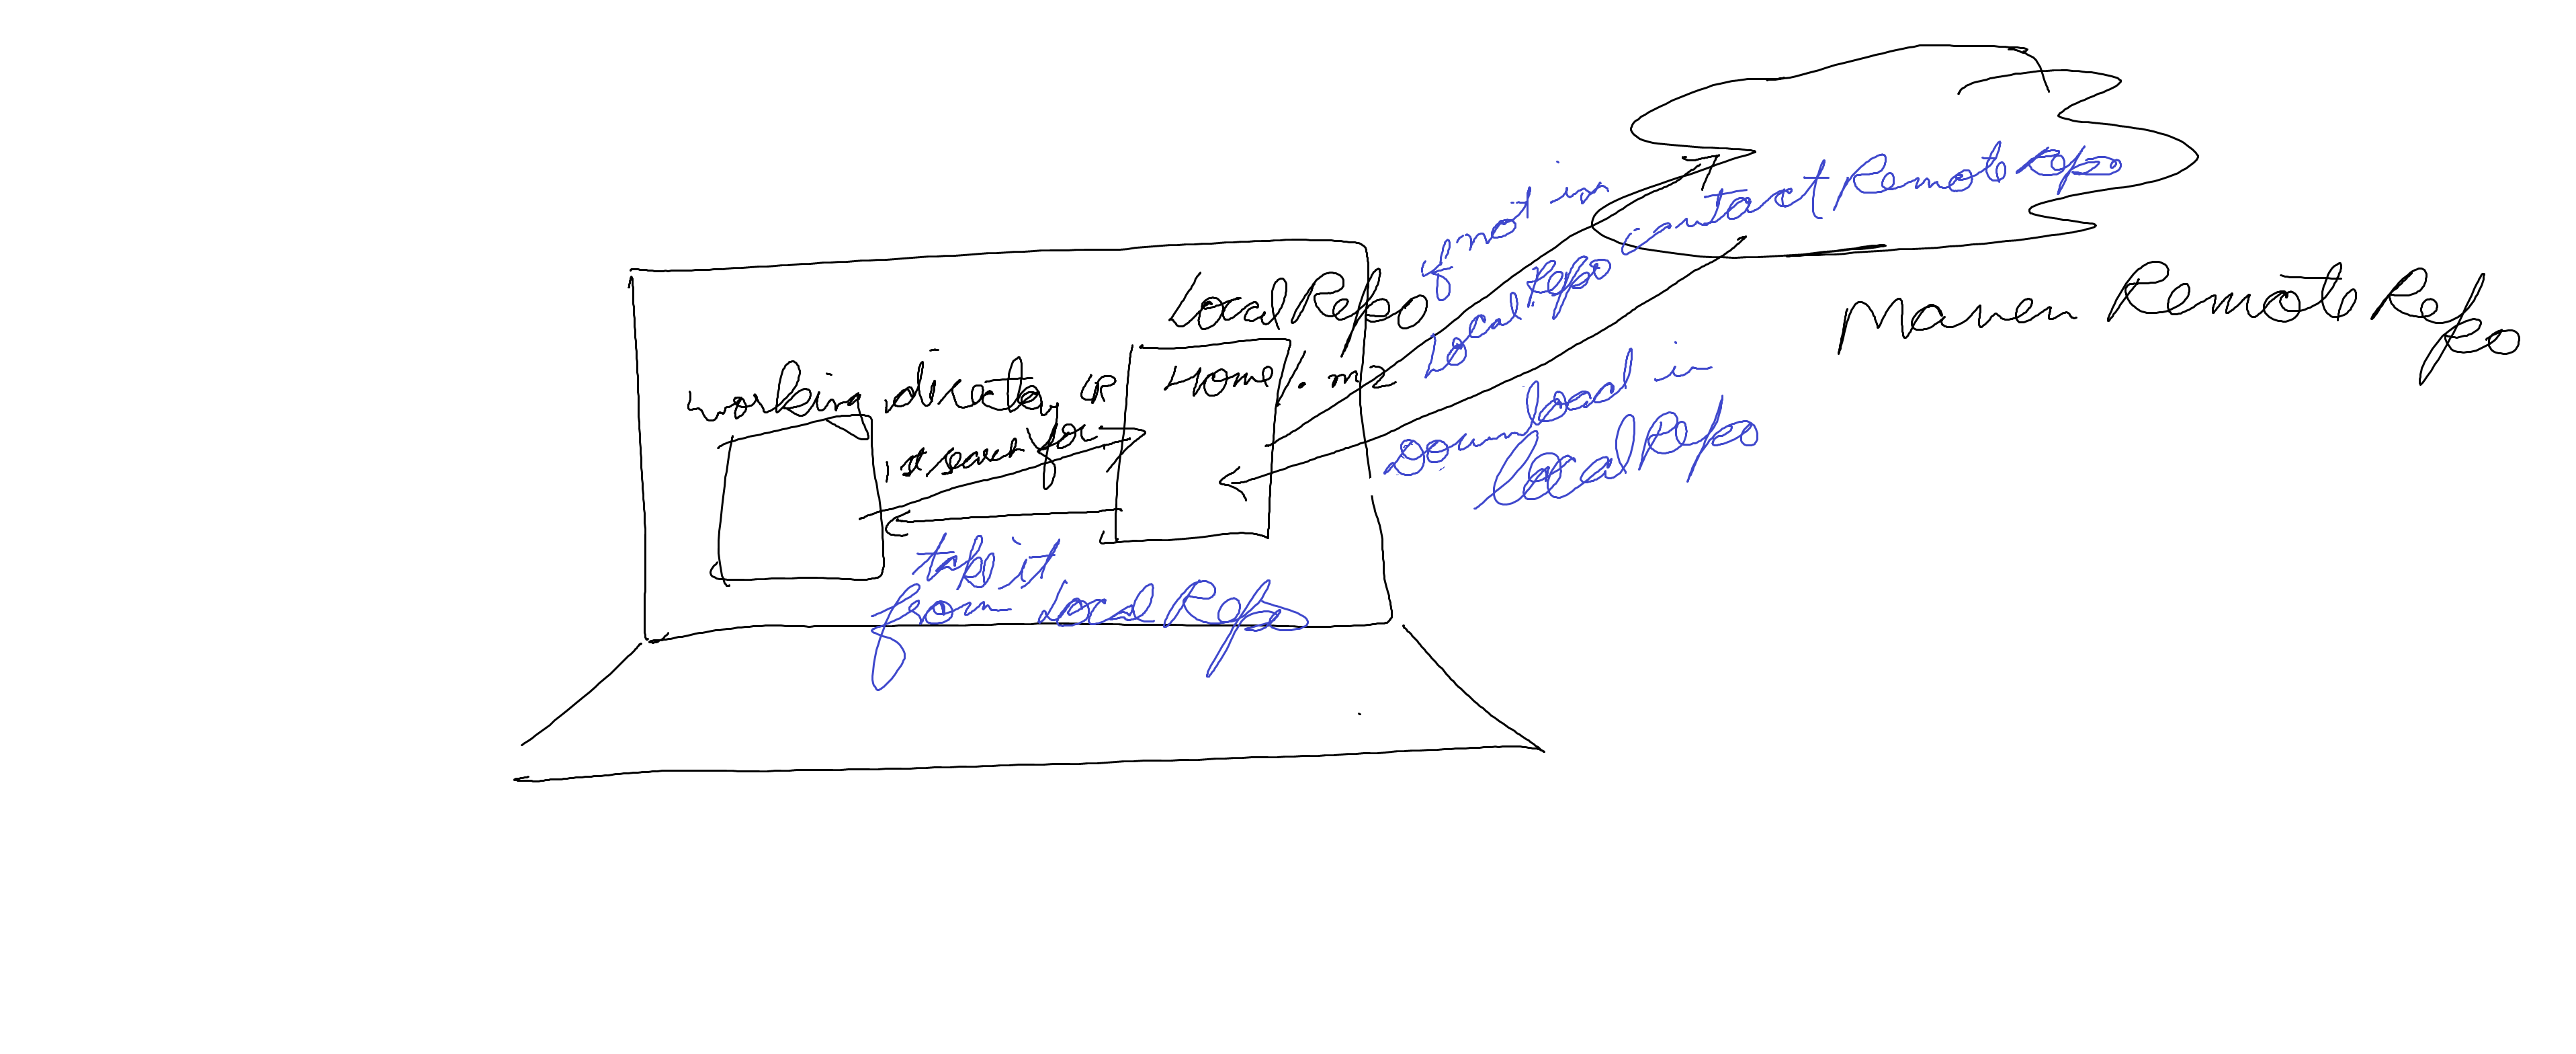 if not in
Local Repo contact Remote Repo
Maven Remote Repo
Local Repo
Home/.m2
working directory
1st search for
Download in
local Repo
take it
from Local Repo